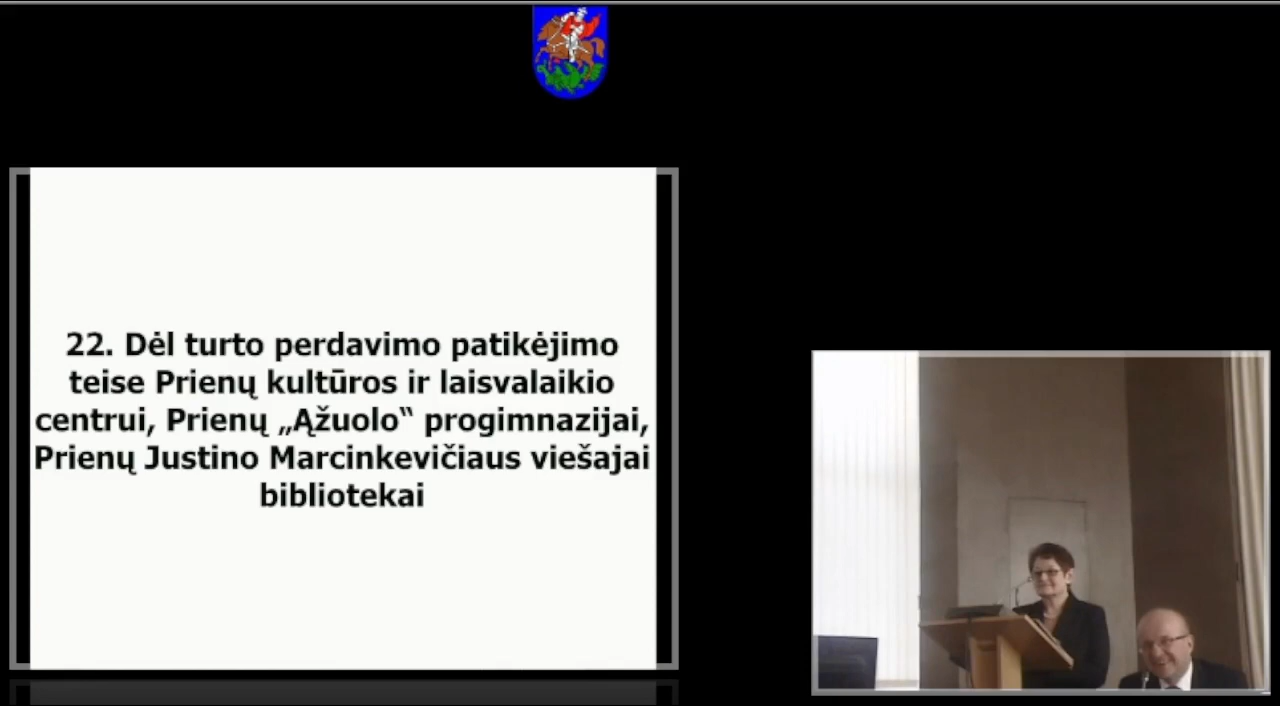 22. Dėl turto perdavimo patikėjimo
teise Prienų kultūros ir laisvalaikio
centrui, Prienų „Ąžuolo“ progimnazijai,
Prienų Justino Marcinkevičiaus viešajai
bibliotekai